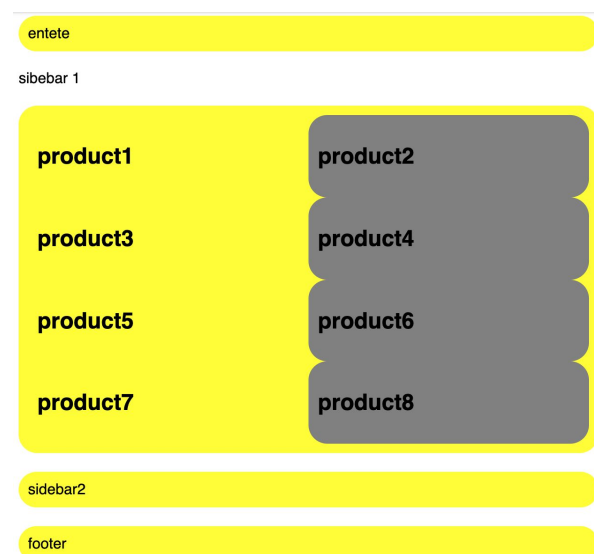 entete
sibebar 1
product1 product2
product3 product4
product5 product6
product7 product8
sidebar2
footer